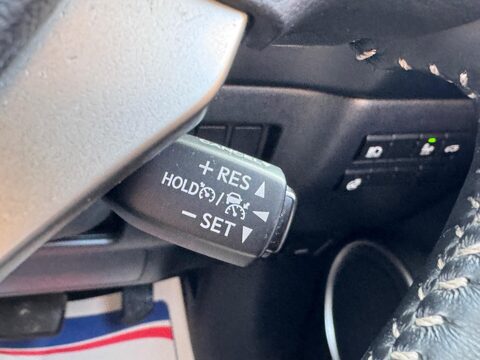 + RES
HOLD /
- SET